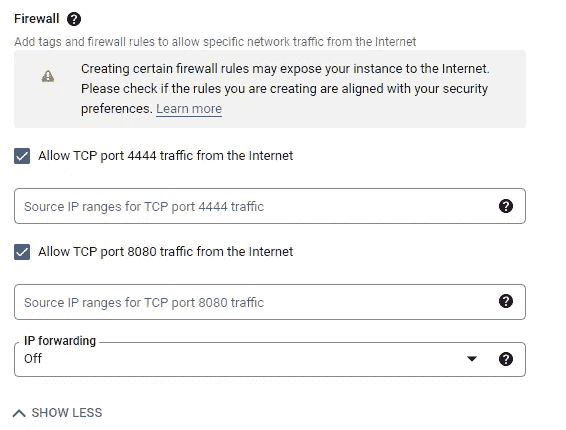 Firewall
Add tags and firewall rules to allow specific network traffic from the Internet
Creating certain firewall rules may expose your instance to the Internet.
Please check if the rules you are creating are aligned with your security
preferences. Learn more
Allow TCP port 4444 traffic from the Internet
Source IP ranges for TCP port 4444 traffic
Allow TCP port 8080 traffic from the Internet
Source IP ranges for TCP port 8080 traffic
IP forwarding
Off
SHOW LESS